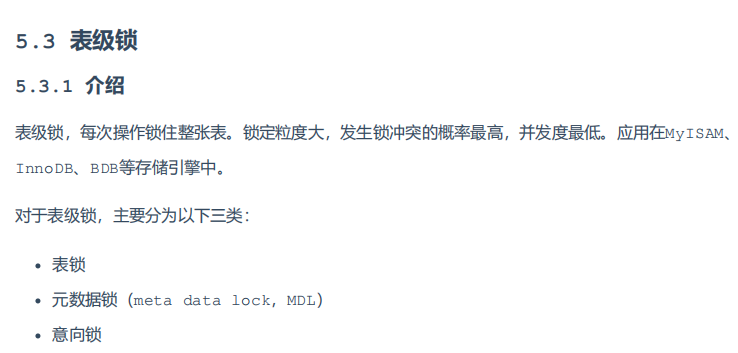 5.3 表级锁
5.3.1 介绍
表级锁，每次操作锁住整张表。锁定粒度大，发生锁冲突的概率最高，并发度最低。应用在MyISAM、
InnoDB、BDB等存储引擎中。
对于表级锁，主要分为以下三类：
• 表锁
• 元数据锁（meta data lock，MDL）
• 意向锁